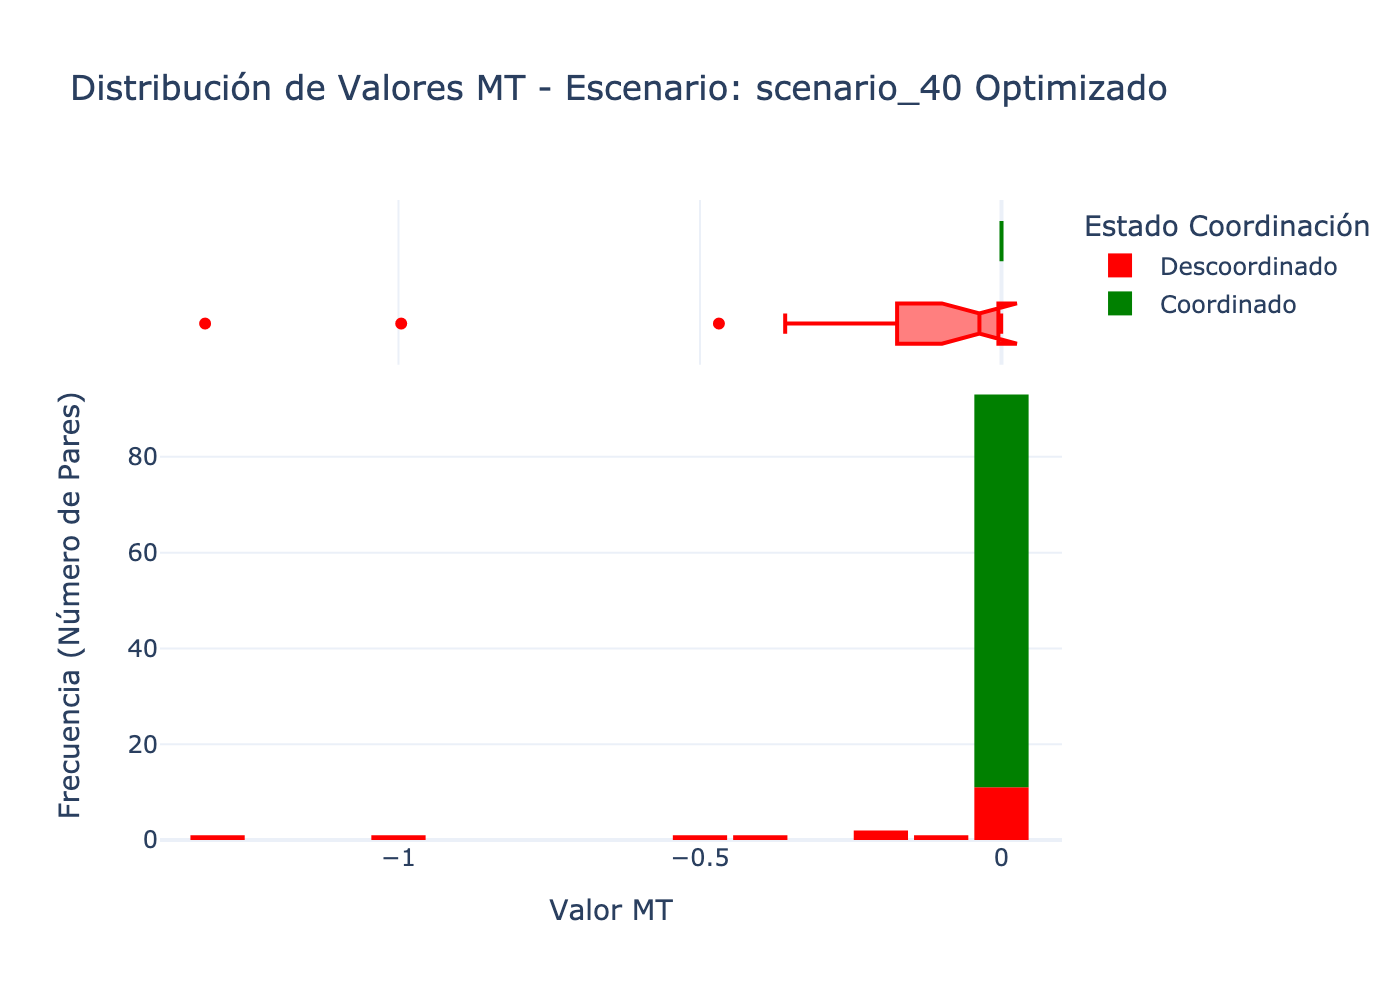 Distribución de Valores MT - Escenario: scenario_40 Optimizado
Estado Coordinación
Descoordinado
Coordinado
Frecuencia (Número de Pares)
80
60
40
20
0
−1
−0.5
0
Valor MT